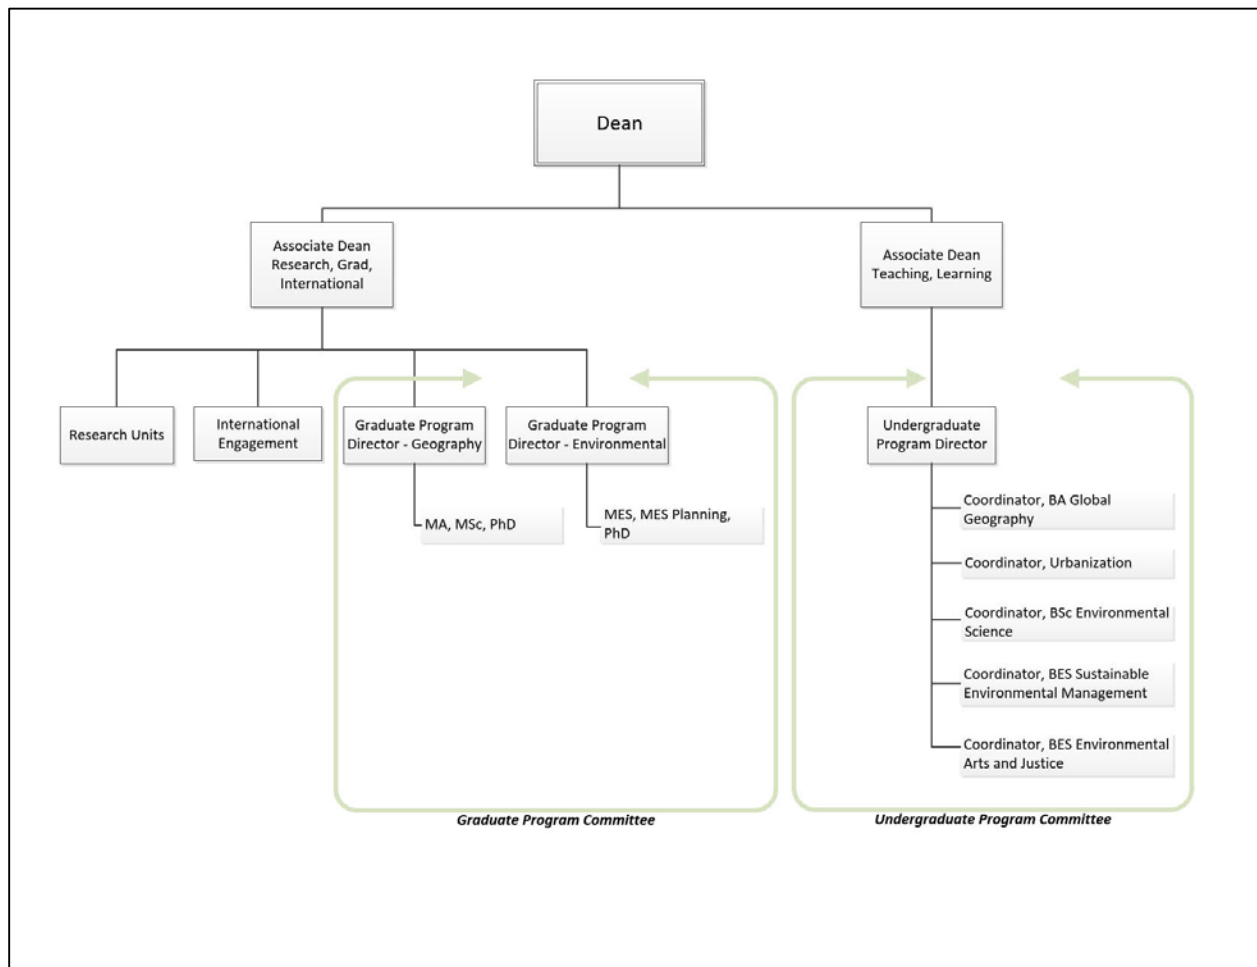 Dean
Associate Dean
Research, Grad,
International
Associate Dean
Teaching, Learning
Research Units
International
Engagement
Graduate Program
Director - Geography
Graduate Program
Director - Environmental
Undergraduate
Program Director
MA, MSc, PhD
MES, MES Planning,
PhD
Coordinator, BA Global
Geography
Coordinator, Urbanization
Coordinator, BSc Environmental
Science
Coordinator, BES Sustainable
Environmental Management
Coordinator, BES Environmental
Arts and Justice
Graduate Program Committee
Undergraduate Program Committee